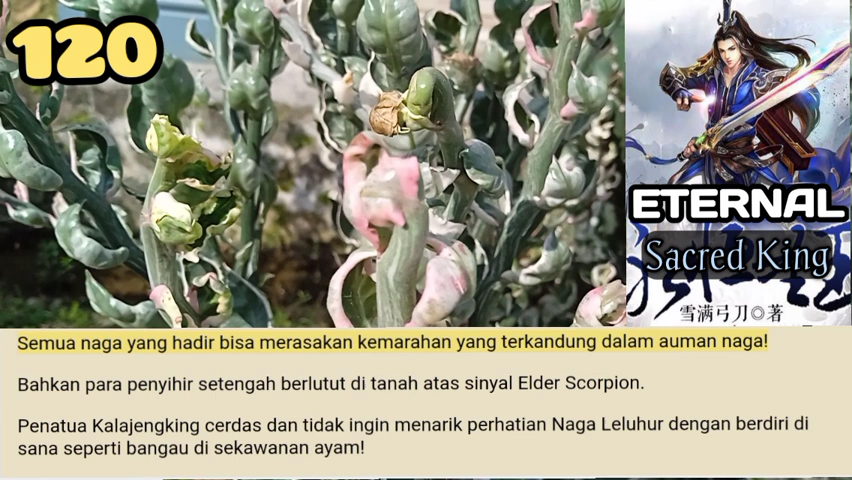 120
ETERNAL
Sacred King
雪满弓刀◎著
Semua naga yang hadir bisa merasakan kemarahan yang terkandung dalam auman naga!
Bahkan para penyihir setengah berlutut di tanah atas sinyal Elder Scorpion.
Penatua Kalajengking cerdas dan tidak ingin menarik perhatian Naga Leluhur dengan berdiri di
sana seperti bangau di sekawanan ayam!